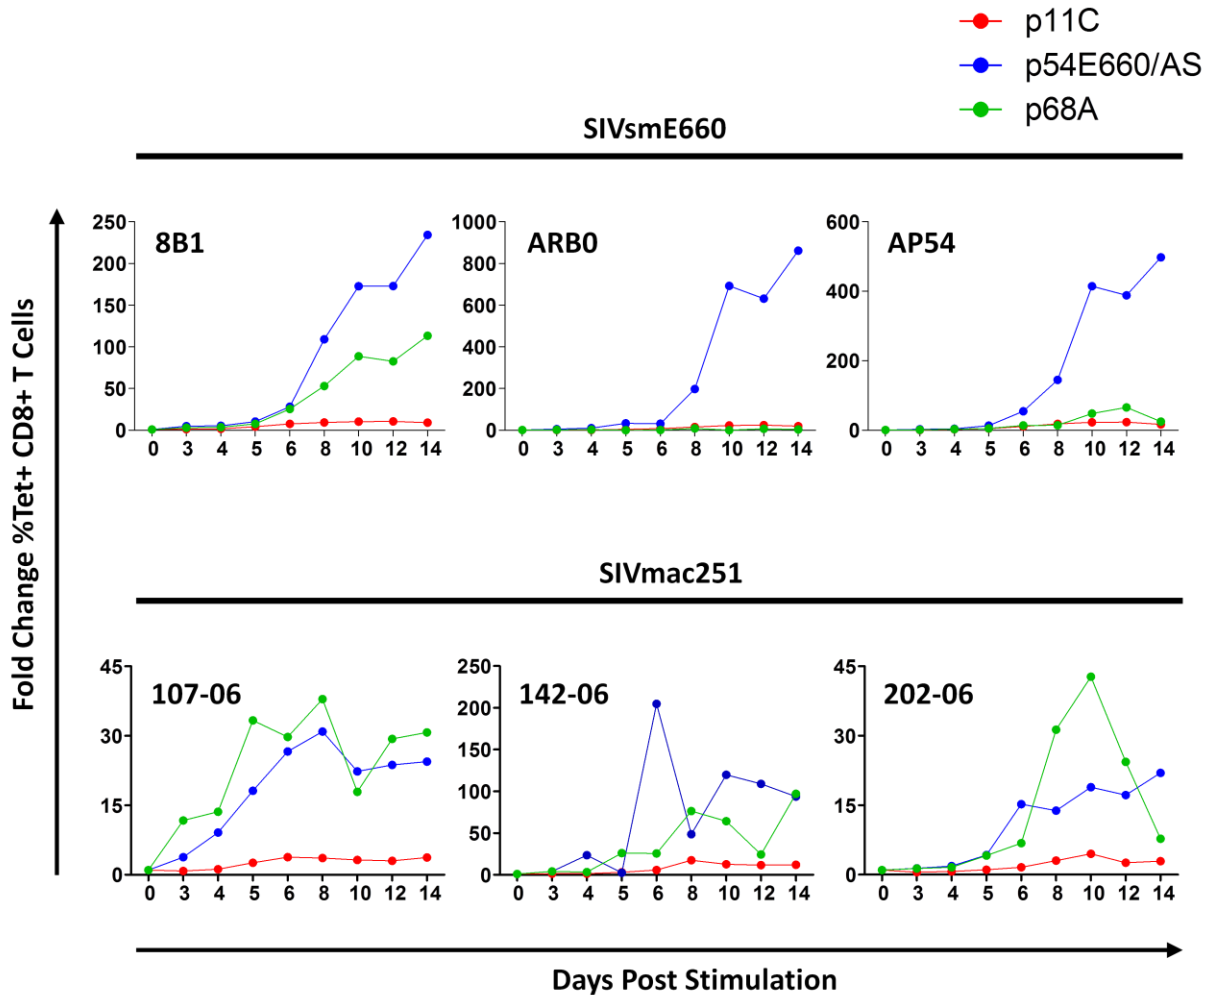 p11C
p54E660/AS
p68A
SIVsmE660
Fold Change %Tet+ CD8+ T Cells
8B1
250
200
150
100
50
0
0 3 4 5 6 8 10 12 14
ARB0
1000
800
600
400
200
0
0 3 4 5 6 8 10 12 14
AP54
600
400
200
0
0 3 4 5 6 8 10 12 14
SIVmac251
107-06
45
30
15
0
0 3 4 5 6 8 10 12 14
142-06
250
200
150
100
50
0
0 3 4 5 6 8 10 12 14
202-06
45
30
15
0
0 3 4 5 6 8 10 12 14
Days Post Stimulation